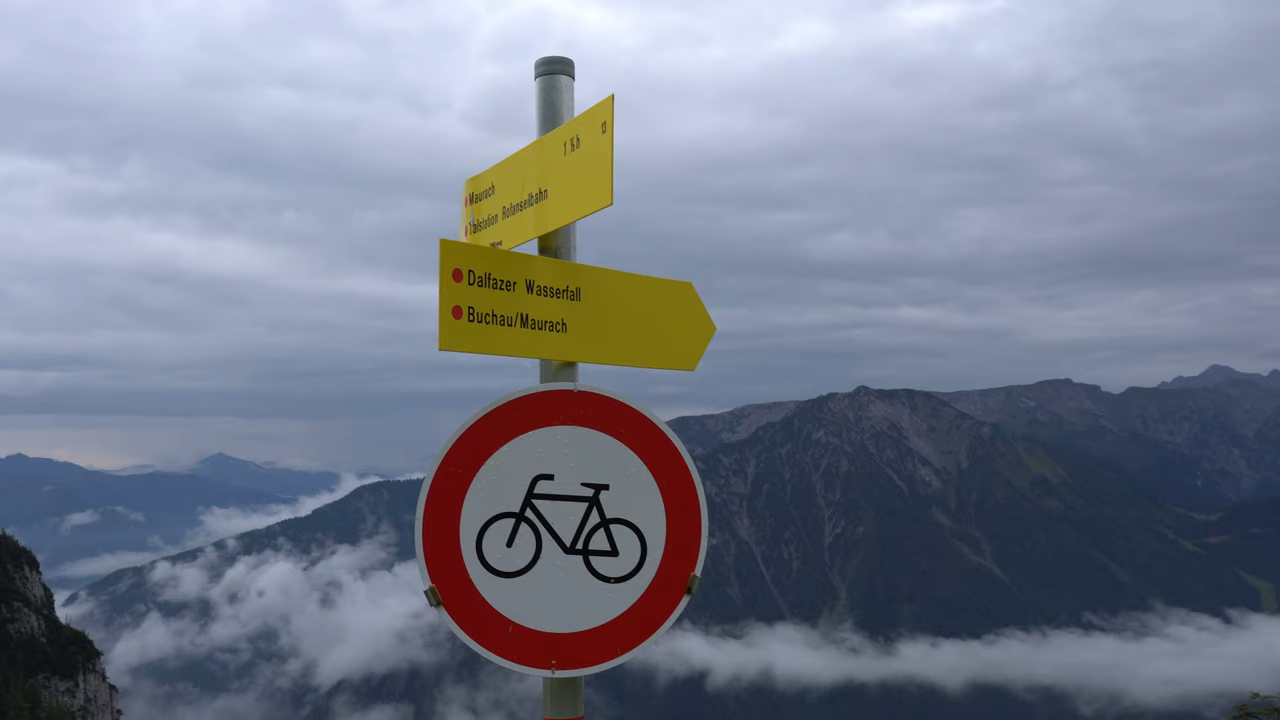 13
1 ½ h
Maurach
Talstation Rofanseilbahn
Dalfazer Wasserfall
Buchau/Maurach